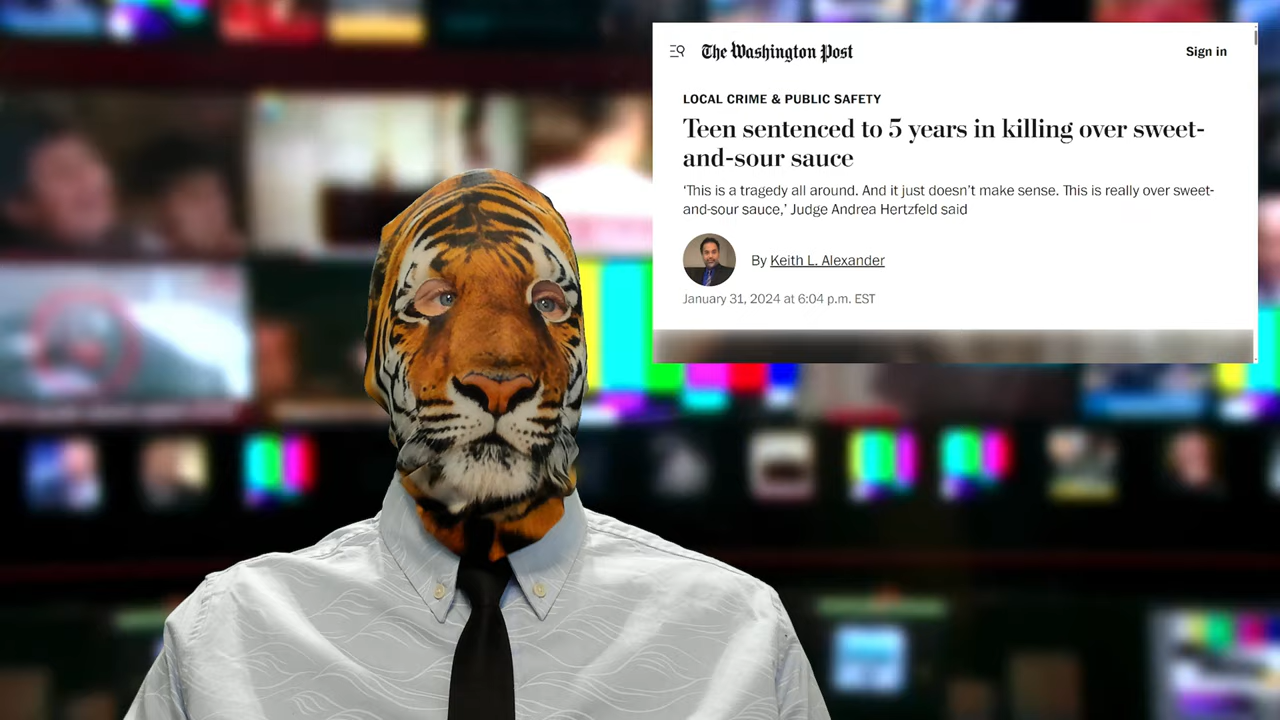 The Washington Post
Sign in
LOCAL CRIME & PUBLIC SAFETY
Teen sentenced to 5 years in killing over sweet-
and-sour sauce
‘This is a tragedy all around. And it just doesn’t make sense. This is really over sweet-
and-sour sauce,’ Judge Andrea Hertzfeld said
By Keith L. Alexander
January 31, 2024 at 6:04 p.m. EST